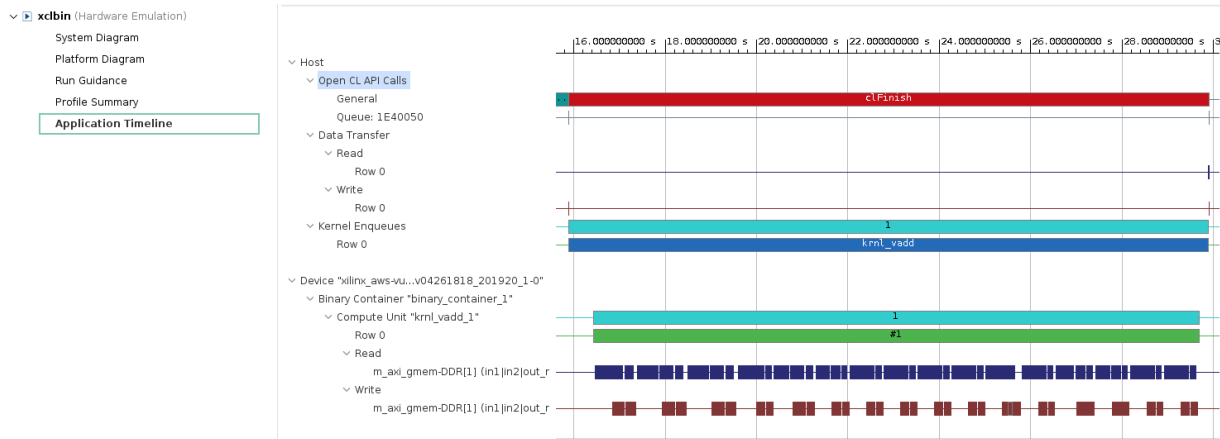 xclbin (Hardware Emulation)
System Diagram
Platform Diagram
Run Guidance
Profile Summary
Application Timeline
16.000000000 s 18.000000000 s 20.000000000 s 22.000000000 s 24.000000000 s 26.000000000 s 28.000000000 s 3
Host
Open CL API Calls
General
.. clFinish
Queue: 1E40050
Data Transfer
Read
Row 0
Write
Row 0
Kernel Enqueues
1
Row 0
krnl_vadd
Device "xilinx_aws-vu...v04261818_201920_1-0"
Binary Container "binary_container_1"
Compute Unit "krnl_vadd_1"
1
Row 0
#1
Read
m_axi_gmem-DDR[1] (in1|in2|out_r
Write
m_axi_gmem-DDR[1] (in1|in2|out_r